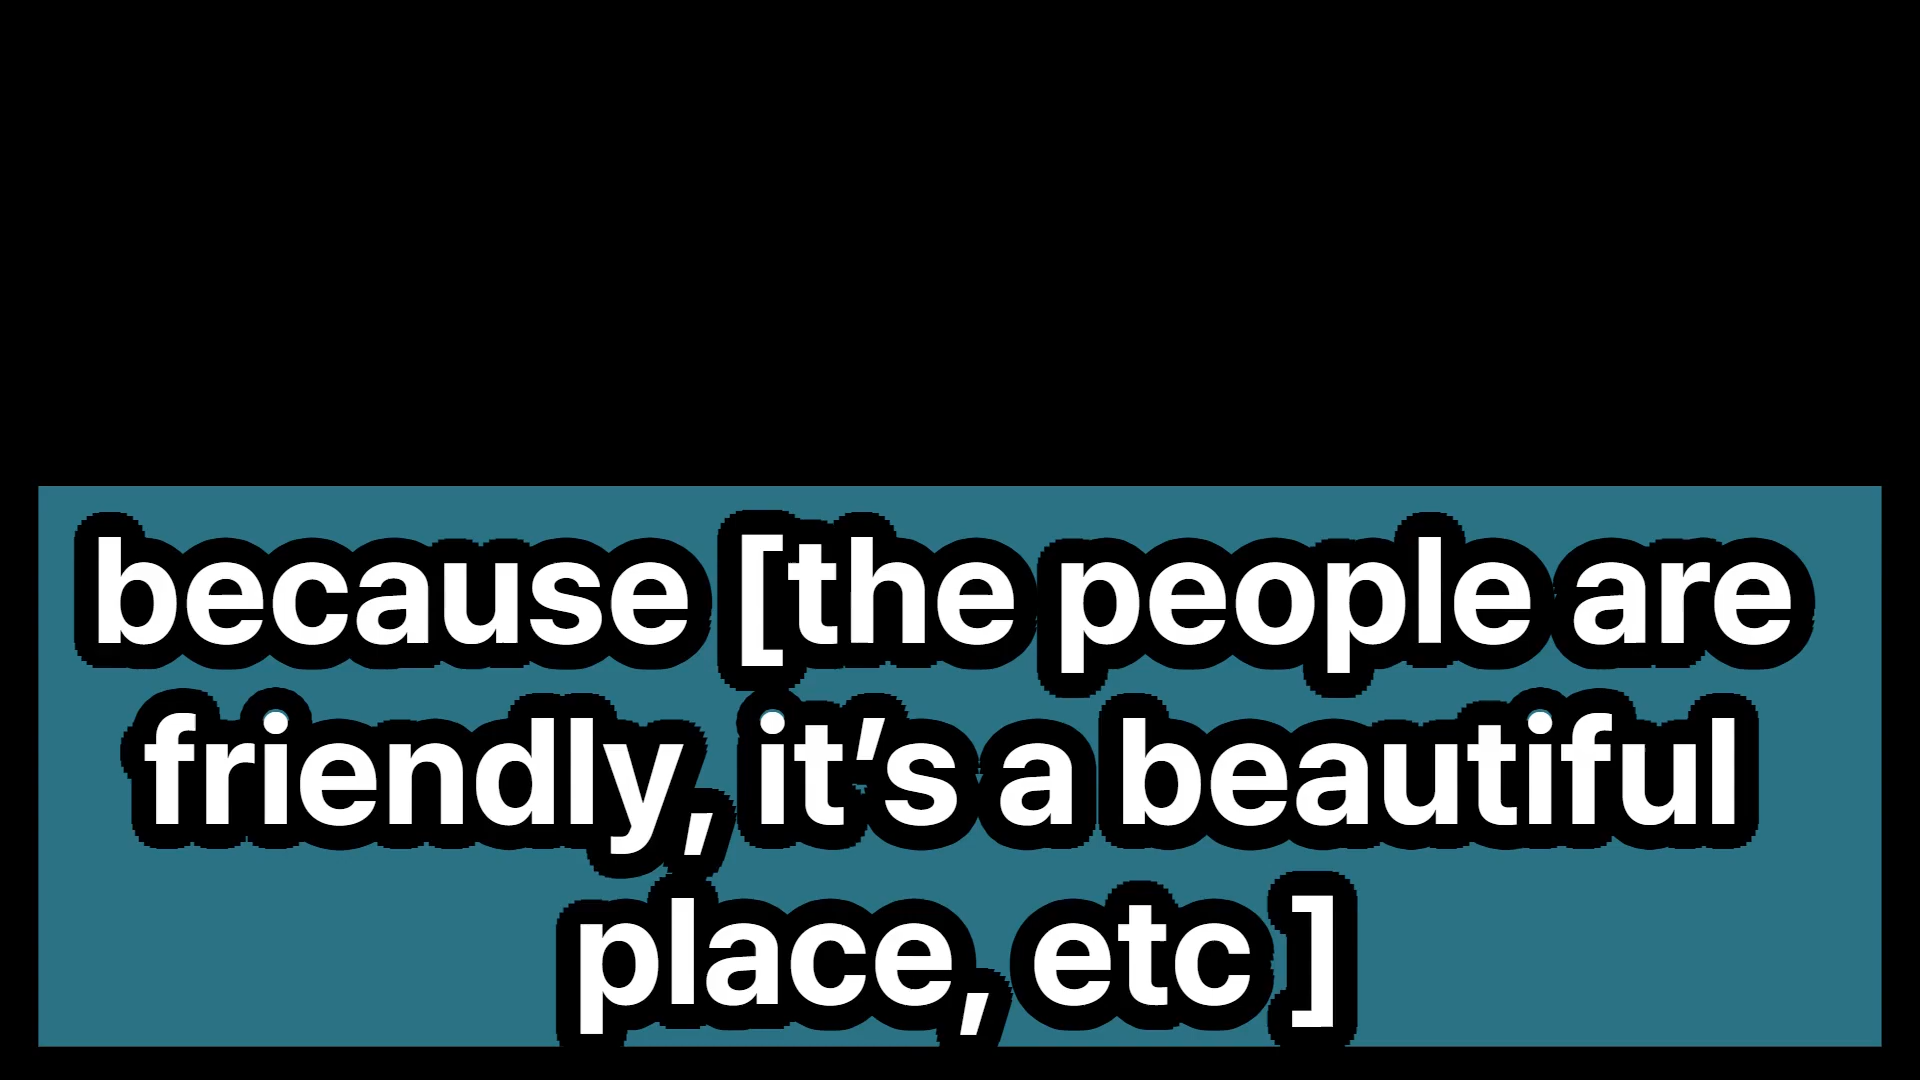 because [the people are
friendly, it’s a beautiful
place, etc ]